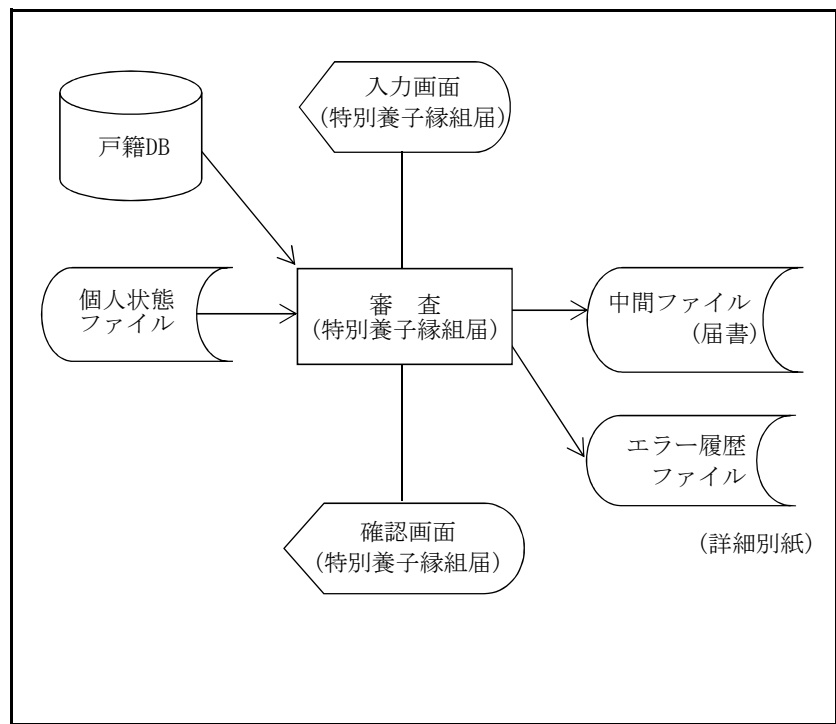 入力画面
(特別養子縁組届)
戸籍DB
個人状態
ファイル
審　査
(特別養子縁組届)
中間ファイル
(届書)
エラー履歴
ファイル
確認画面
(特別養子縁組届)
(詳細別紙)